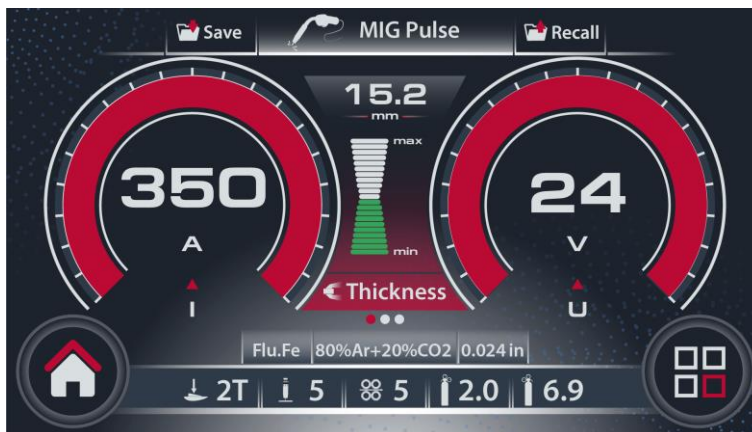 Save
MIG Pulse
Recall
15.2
mm
max
min
350
A
I
24
V
U
Thickness
Flu.Fe 80%Ar+20%CO2 0.024 in
2T 5 5 2.0 6.9